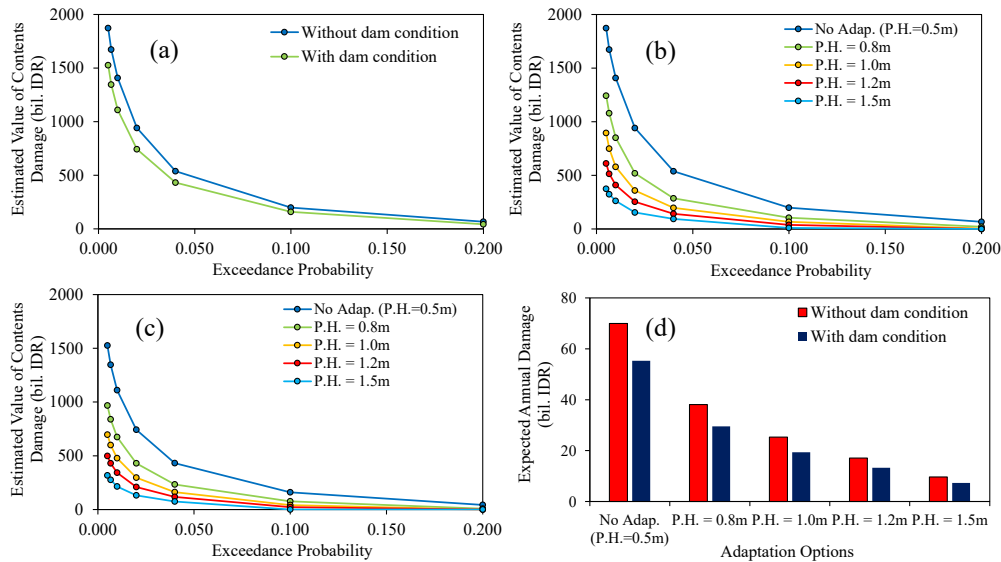 (a)
Without dam condition
With dam condition
2000
1500
1000
500
0
0.000 0.050 0.100 0.150 0.200
Exceedance Probability
Estimated Value of Contents
Damage (bil. IDR)
(b)
No Adap. (P.H.=0.5m)
P.H. = 0.8m
P.H. = 1.0m
P.H. = 1.2m
P.H. = 1.5m
2000
1500
1000
500
0
0.000 0.050 0.100 0.150 0.200
Exceedance Probability
Estimated Value of Contents
Damage (bil. IDR)
(c)
No Adap. (P.H.=0.5m)
P.H. = 0.8m
P.H. = 1.0m
P.H. = 1.2m
P.H. = 1.5m
2000
1500
1000
500
0
0.000 0.050 0.100 0.150 0.200
Exceedance Probability
Estimated Value of Contents
Damage (bil. IDR)
(d)
Without dam condition
With dam condition
80
60
40
20
0
No Adap. P.H. = 0.8m P.H. = 1.0m P.H. = 1.2m P.H. = 1.5m
(P.H.=0.5m)
Adaptation Options
Expected Annual Damage
(bil. IDR)